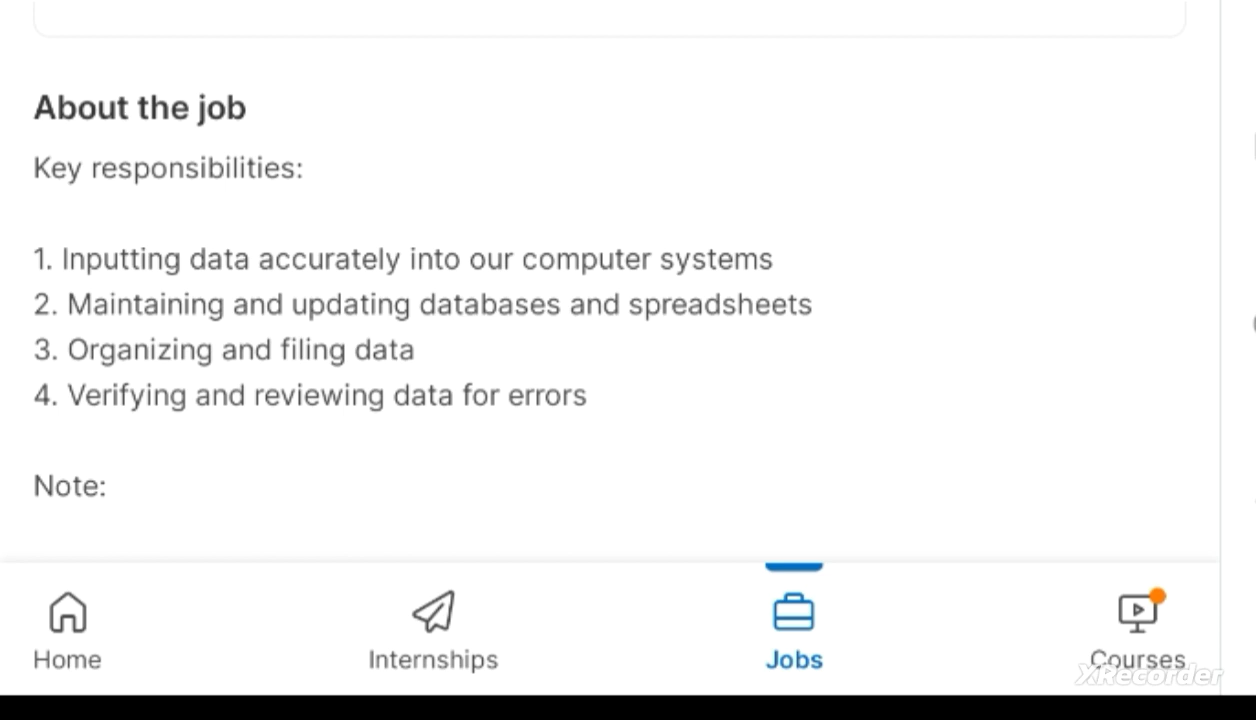 About the job
Key responsibilities:
1. Inputting data accurately into our computer systems
2. Maintaining and updating databases and spreadsheets
3. Organizing and filing data
4. Verifying and reviewing data for errors
Note:
Home
Internships
Jobs
Courses
XRecorder